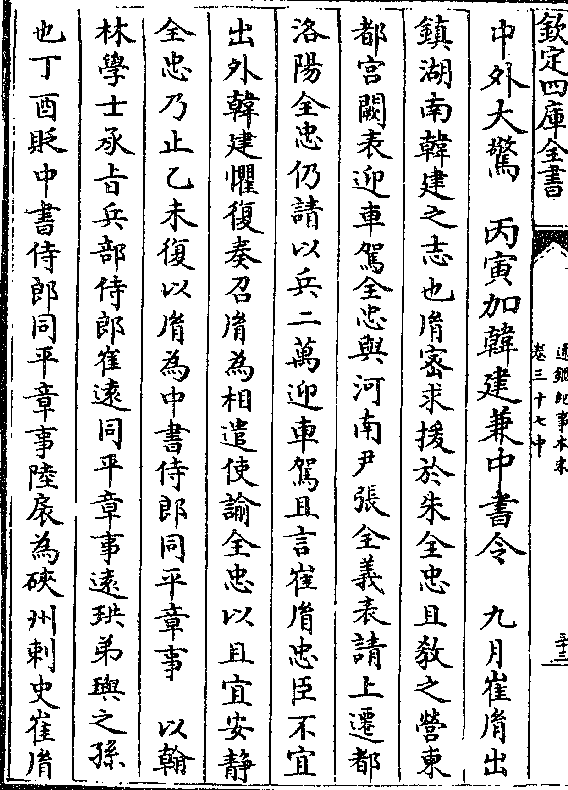 欽定四庫全書
通鑑紀事本末
卷三十七中
中外大驚　丙寅加韓建兼中書令　九月崔胤出
鎮湖南韓建之志也胤宻求援於朱全忠且教之營東
都宫闕表迎車駕全忠與河南尹張全義表請上遷都
洛陽全忠仍請以兵二萬迎車駕且言崔胤忠臣不宜
出外韓建懼復奏召胤為相遣使諭全忠以且宜安静
全忠乃止乙未復以胤為中書侍郎同平章事　以翰
林學士承㫖兵部侍郎崔逺同平章事逺珙弟璵之孫
也丁酉貶中書侍郎同平章事陸扆為硤州刺史崔胤